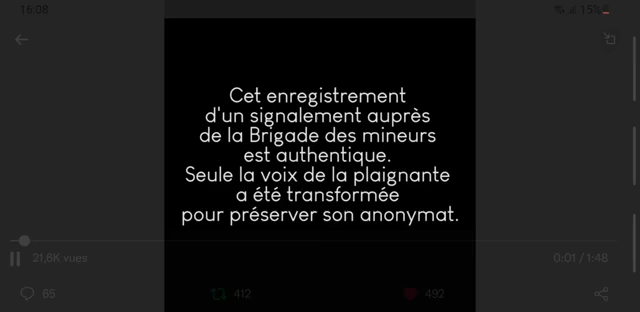 16:08
15%
Cet enregistrement
d'un signalement auprès
de la Brigade des mineurs
est authentique.
Seule la voix de la plaignante
a été transformée
pour préserver son anonymat.
21,6K vues
0:01 / 1:48
65
412
492